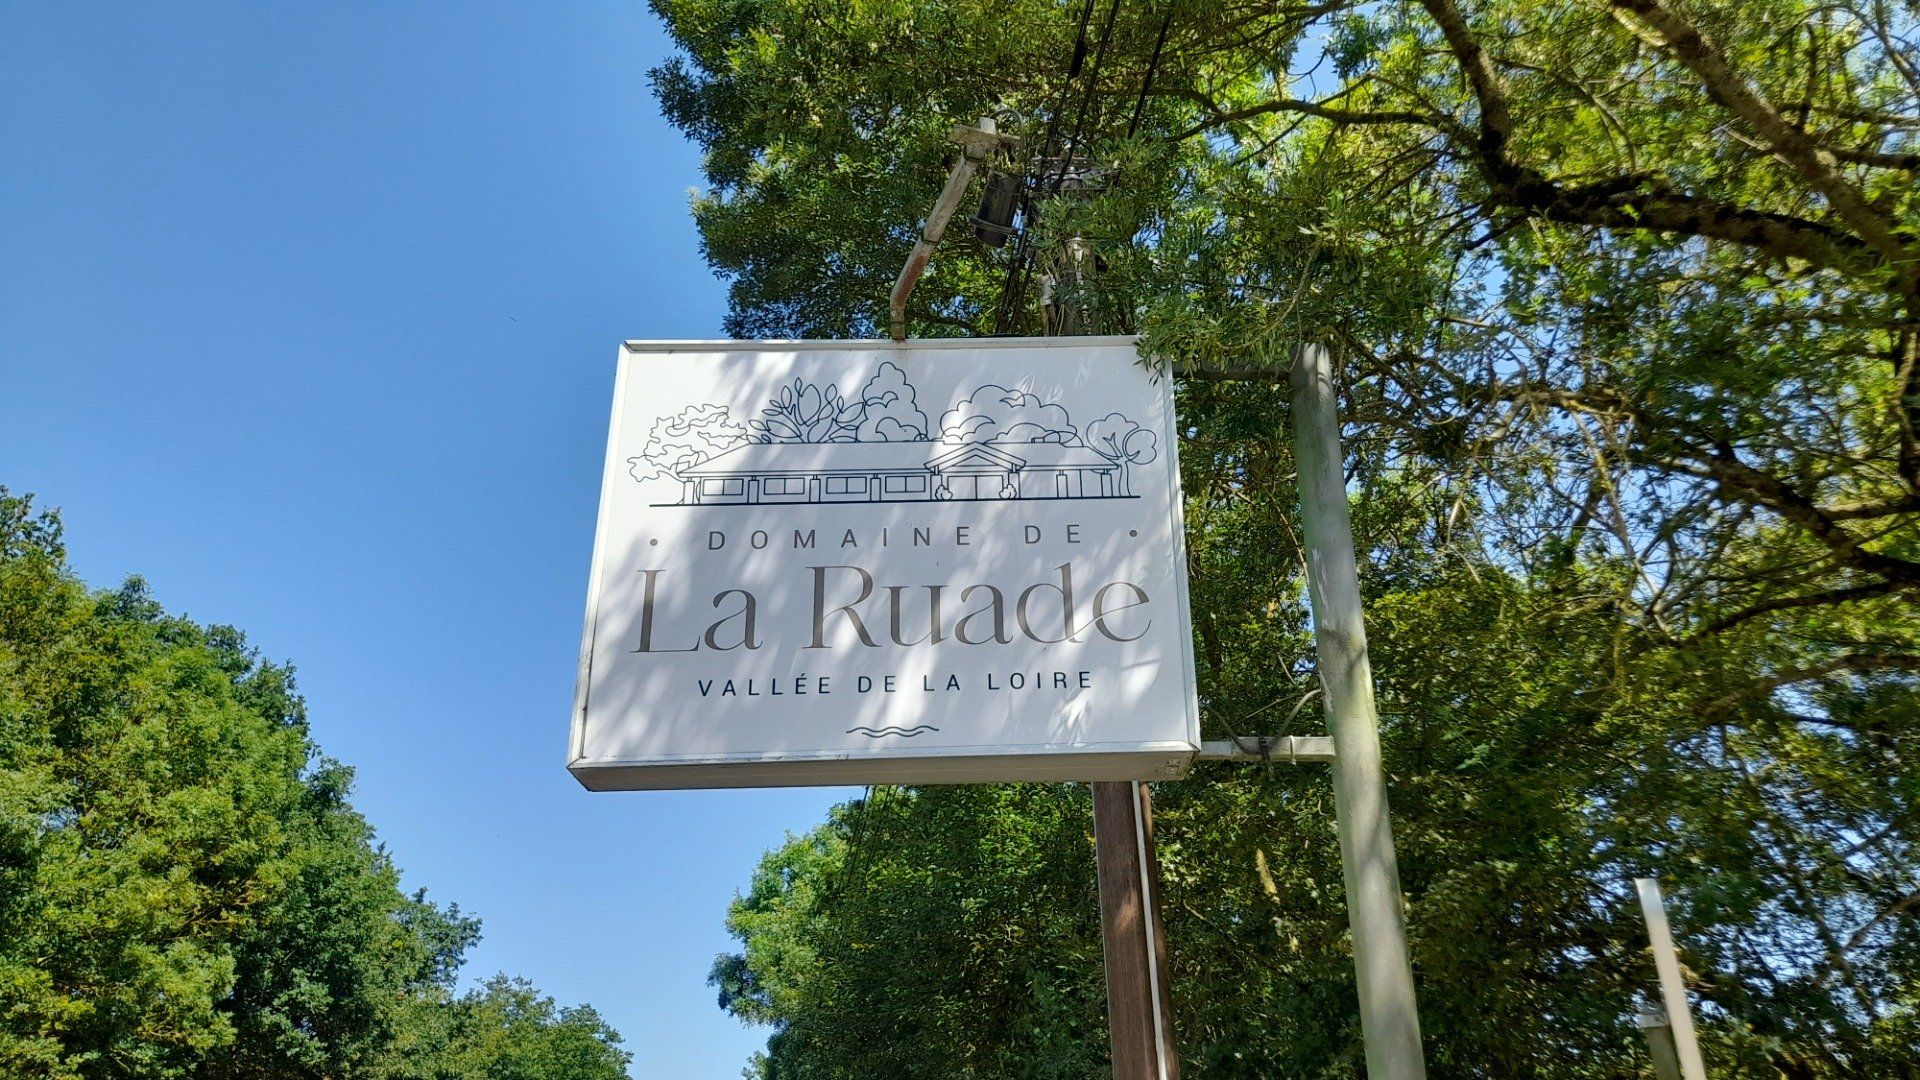 • DOMAINE DE •
La Ruade
VALLÉE DE LA LOIRE